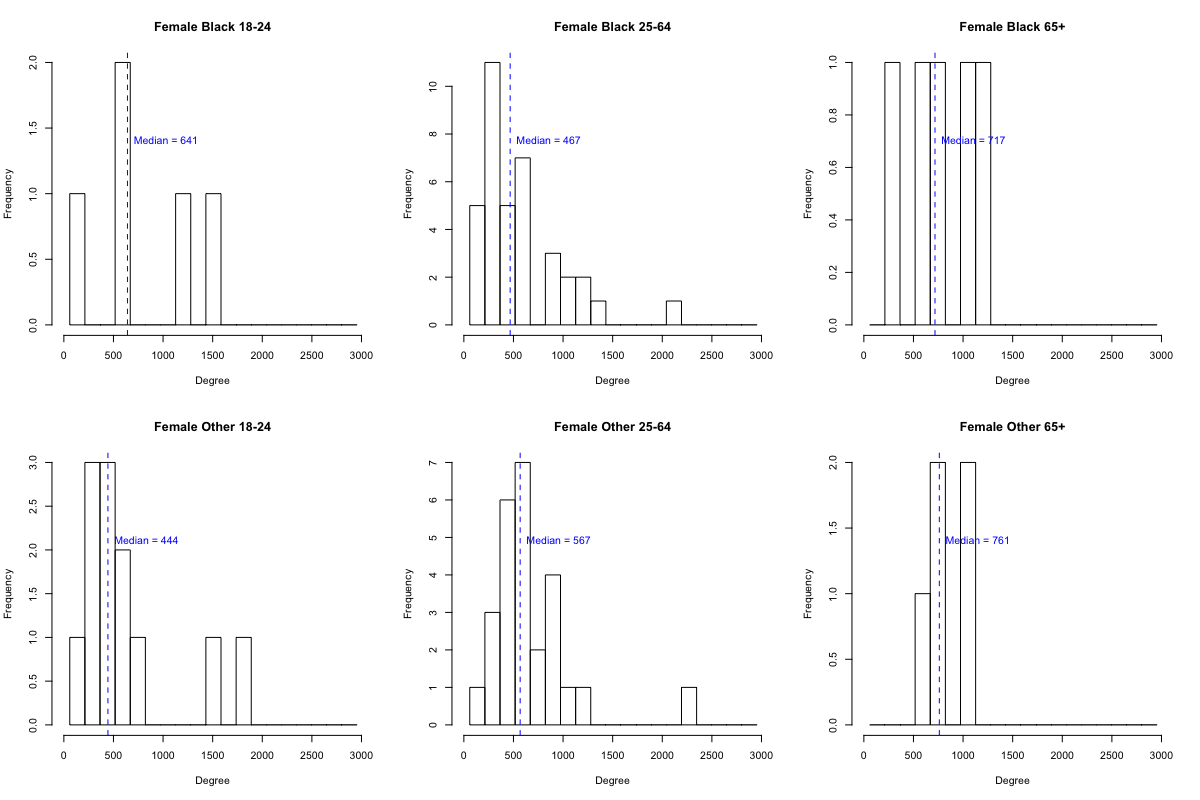 Female Black 18-24
Frequency
2.0
1.5
1.0
0.5
0.0
Median = 641
0 500 1000 1500 2000 2500 3000
Degree
Female Black 25-64
Frequency
10
8
6
4
2
0
Median = 467
0 500 1000 1500 2000 2500 3000
Degree
Female Black 65+
Frequency
1.0
0.8
0.6
0.4
0.2
0.0
Median = 717
0 500 1000 1500 2000 2500 3000
Degree
Female Other 18-24
Frequency
3.0
2.5
2.0
1.5
1.0
0.5
0.0
Median = 444
0 500 1000 1500 2000 2500 3000
Degree
Female Other 25-64
Frequency
7
6
5
4
3
2
1
0
Median = 567
0 500 1000 1500 2000 2500 3000
Degree
Female Other 65+
Frequency
2.0
1.5
1.0
0.5
0.0
Median = 761
0 500 1000 1500 2000 2500 3000
Degree